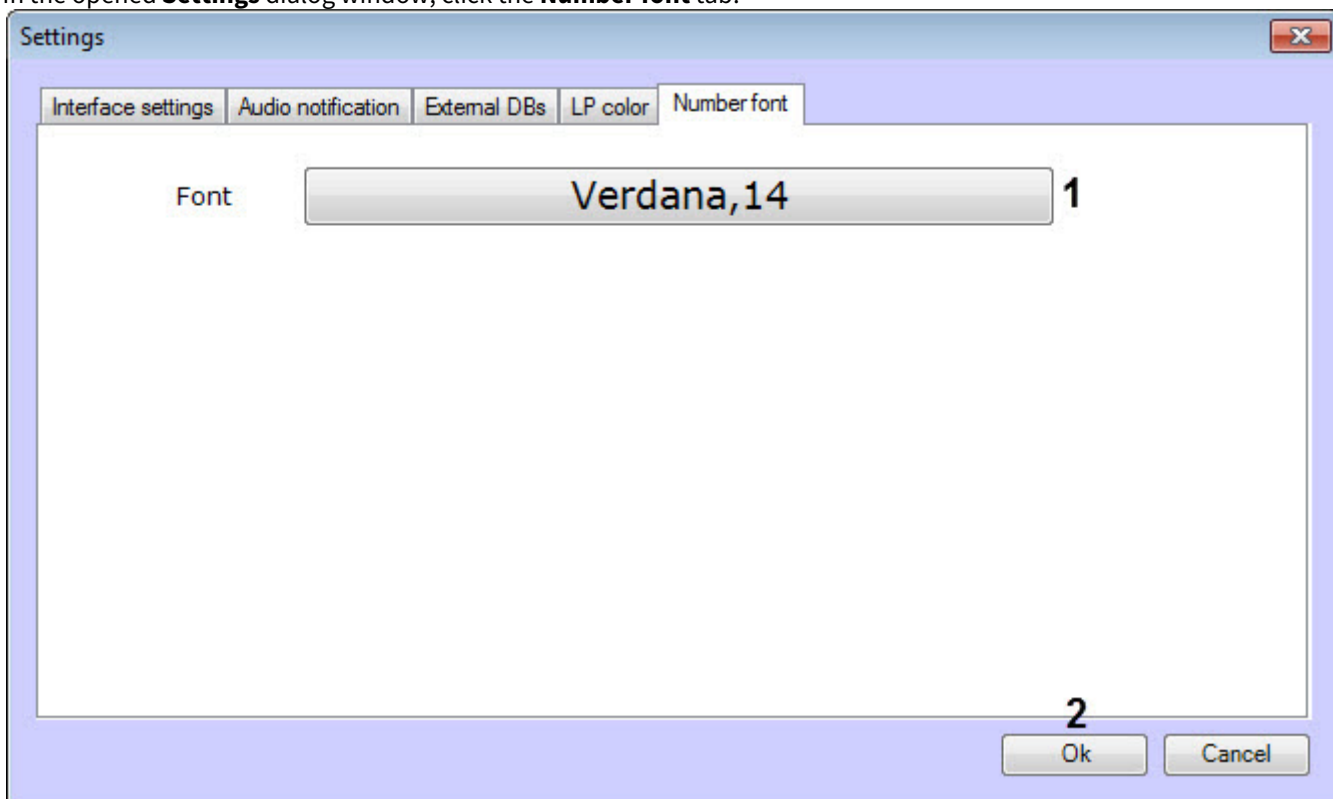 In the opened Settings dialog window, click the Number font tab:
Settings
Interface settings Audio notification External DBs LP color Number font
Font Verdana,14 1
2
Ok Cancel